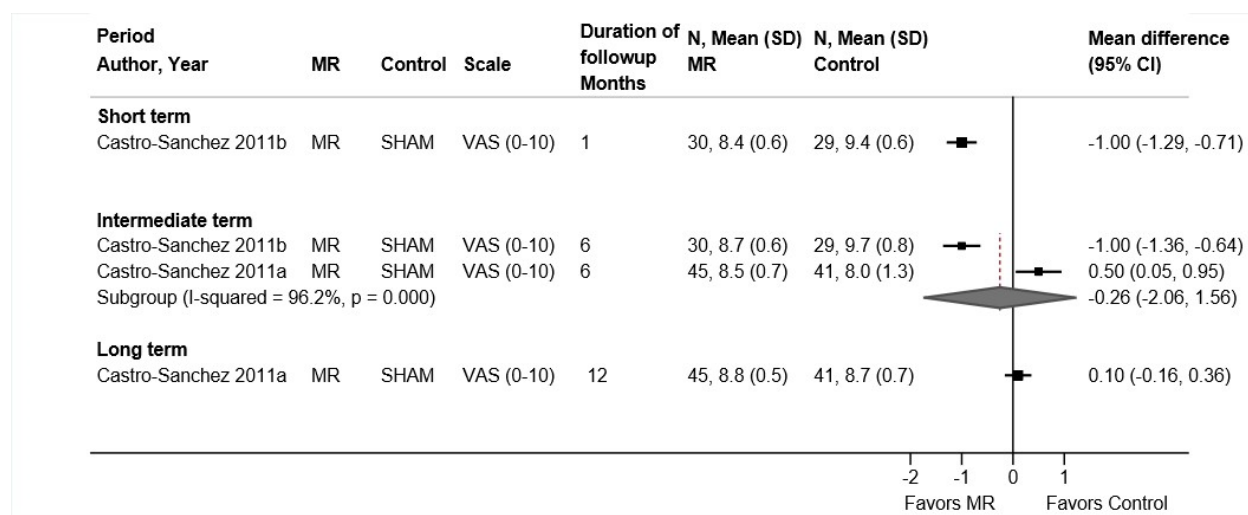 Period Author, Year MR Control Scale Duration of followup Months N, Mean (SD) MR N, Mean (SD) Control Mean difference (95% CI)
Short term
Castro-Sanchez 2011b MR SHAM VAS (0-10) 1 30, 8.4 (0.6) 29, 9.4 (0.6) -1.00 (-1.29, -0.71)
Intermediate term
Castro-Sanchez 2011b MR SHAM VAS (0-10) 6 30, 8.7 (0.6) 29, 9.7 (0.8) -1.00 (-1.36, -0.64)
Castro-Sanchez 2011a MR SHAM VAS (0-10) 6 45, 8.5 (0.7) 41, 8.0 (1.3) 0.50 (0.05, 0.95)
Subgroup (I-squared = 96.2%, p = 0.000) -0.26 (-2.06, 1.56)
Long term
Castro-Sanchez 2011a MR SHAM VAS (0-10) 12 45, 8.8 (0.5) 41, 8.7 (0.7) 0.10 (-0.16, 0.36)
-2 -1 0 1
Favors MR Favors Control